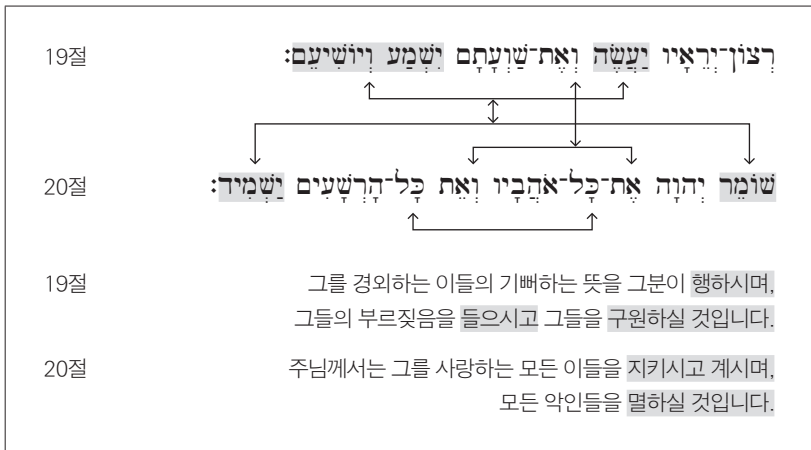 19절 רְצוֹן־יְרֵאָיו יַעֲשֶׂה וְאֶת־שַׁוְעָתָם יִשְׁמַע וְיוֹשִׁיעֵם׃
20절 שׁוֹמֵר יְהוָה אֶת־כָּל־אֹהֲבָיו וְאֵת כָּל־הָרְשָׁעִים יַשְׁמִיד׃
19절 그를 경외하는 이들의 기뻐하는 뜻을 그분이 행하시며,
그들의 부르짖음을 들으시고 그들을 구원하실 것입니다.
20절 주님께서는 그를 사랑하는 모든 이들을 지키시고 계시며,
모든 악인들을 멸하실 것입니다.